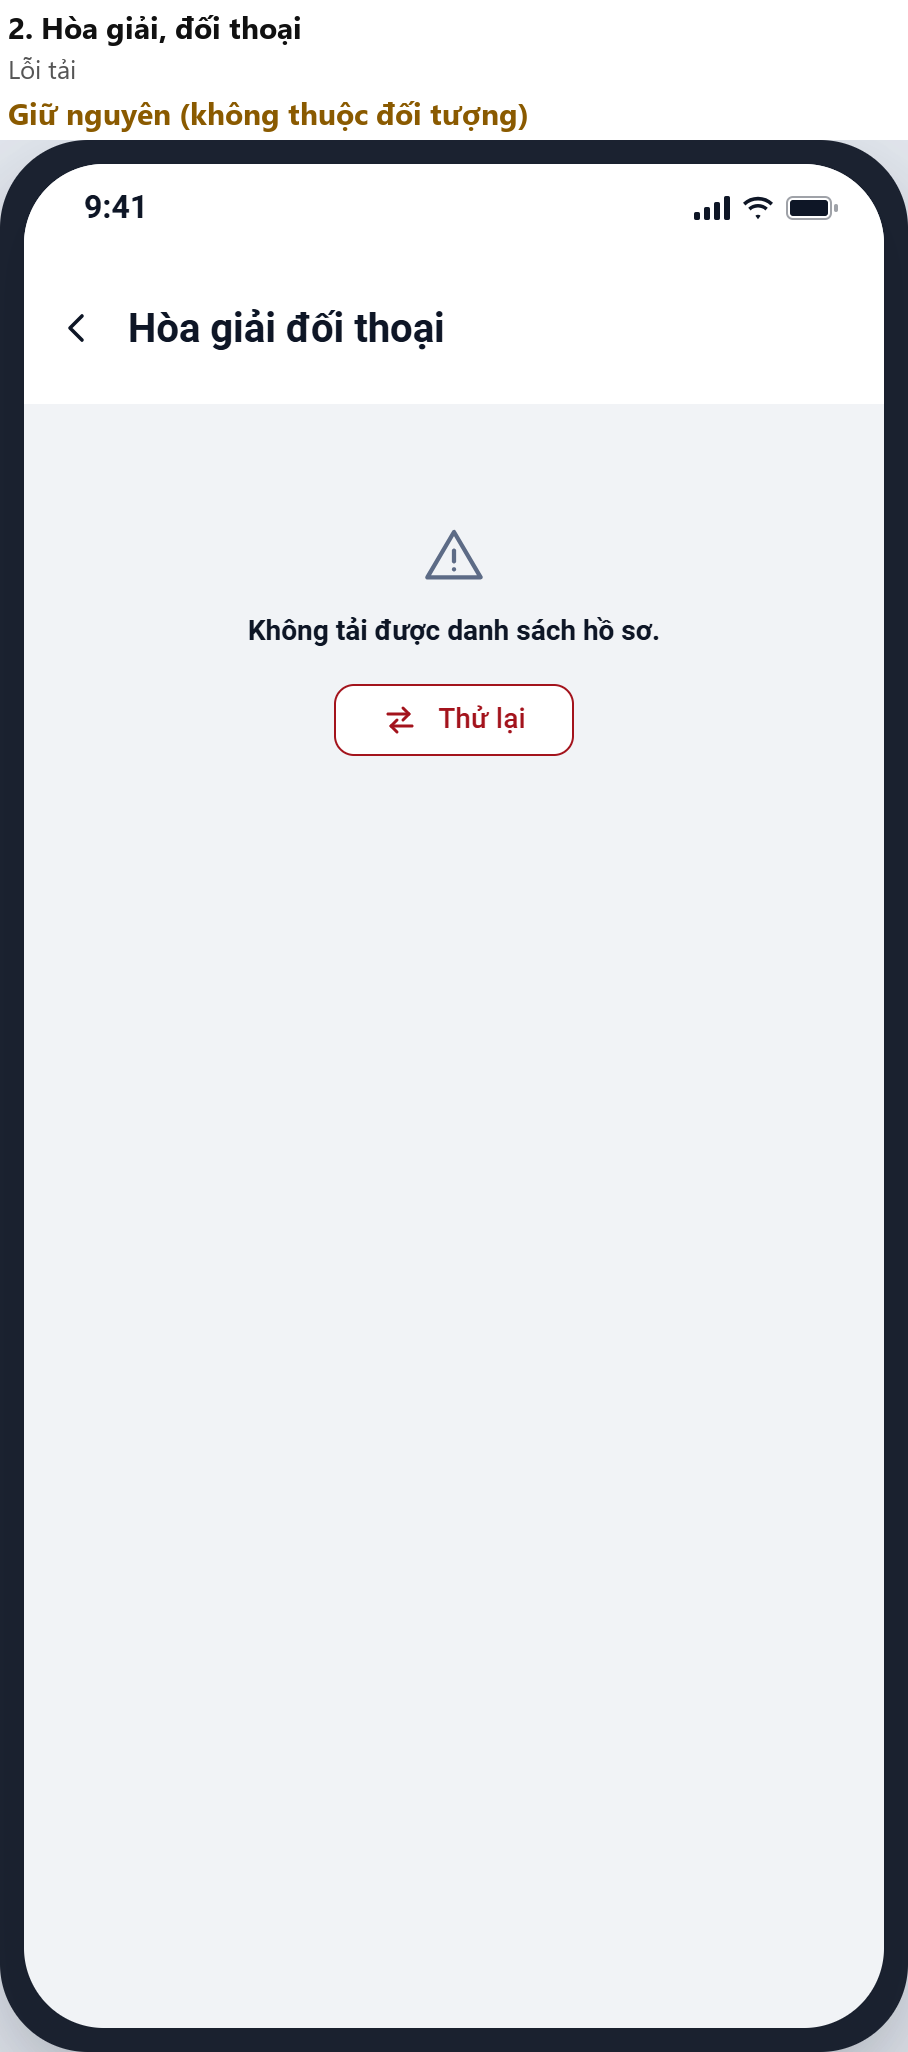 2. Hòa giải, đối thoại
Lỗi tải
Giữ nguyên (không thuộc đối tượng)
9:41
Hòa giải đối thoại
Không tải được danh sách hồ sơ.
Thử lại